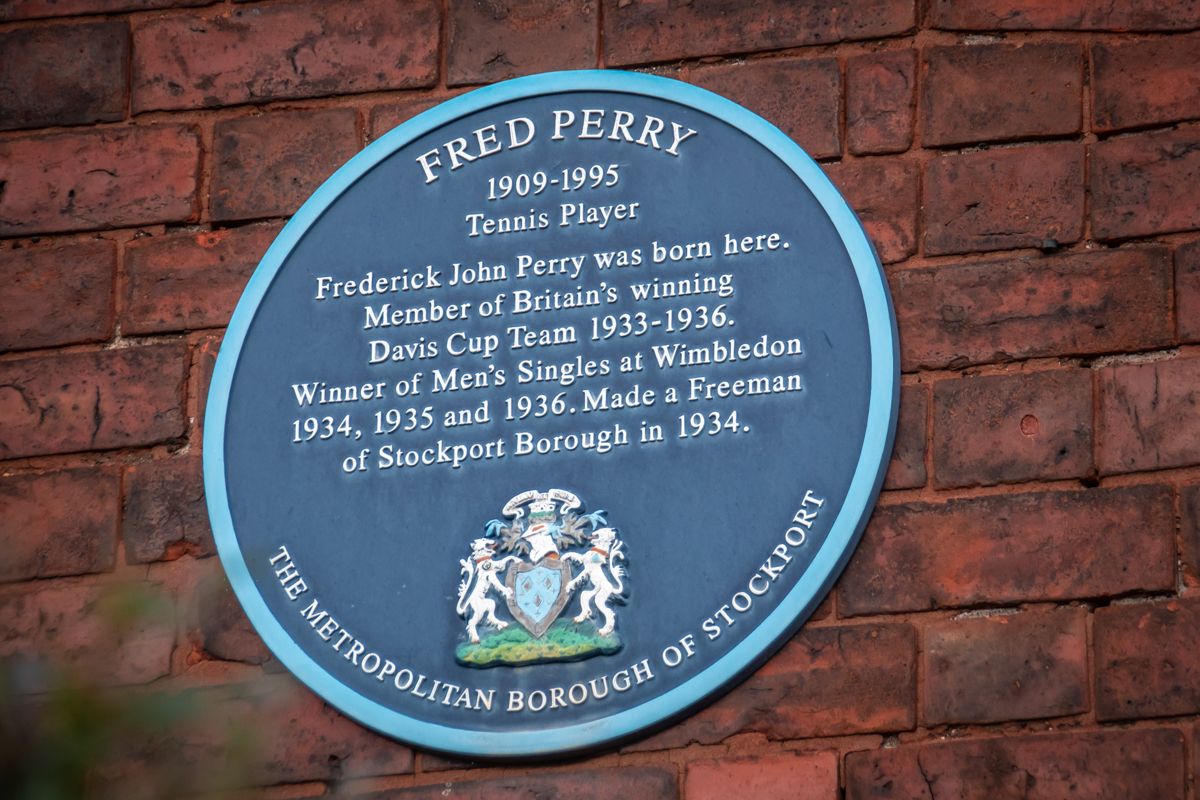 FRED PERRY
1909-1995
Tennis Player
Frederick John Perry was born here.
Member of Britain's winning
Davis Cup Team 1933-1936.
Winner of Men's Singles at Wimbledon
1934, 1935 and 1936. Made a Freeman
of Stockport Borough in 1934.
THE METROPOLITAN BOROUGH OF STOCKPORT